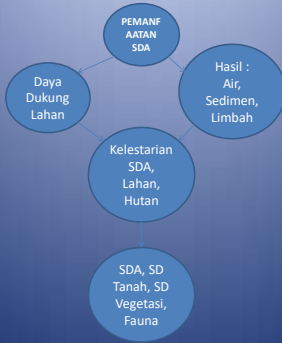 PEMANF
AATAN
SDA
Daya
Dukung
Lahan
Hasil :
Air,
Sedimen,
Limbah
Kelestarian
SDA,
Lahan,
Hutan
SDA, SD
Tanah, SD
Vegetasi,
Fauna